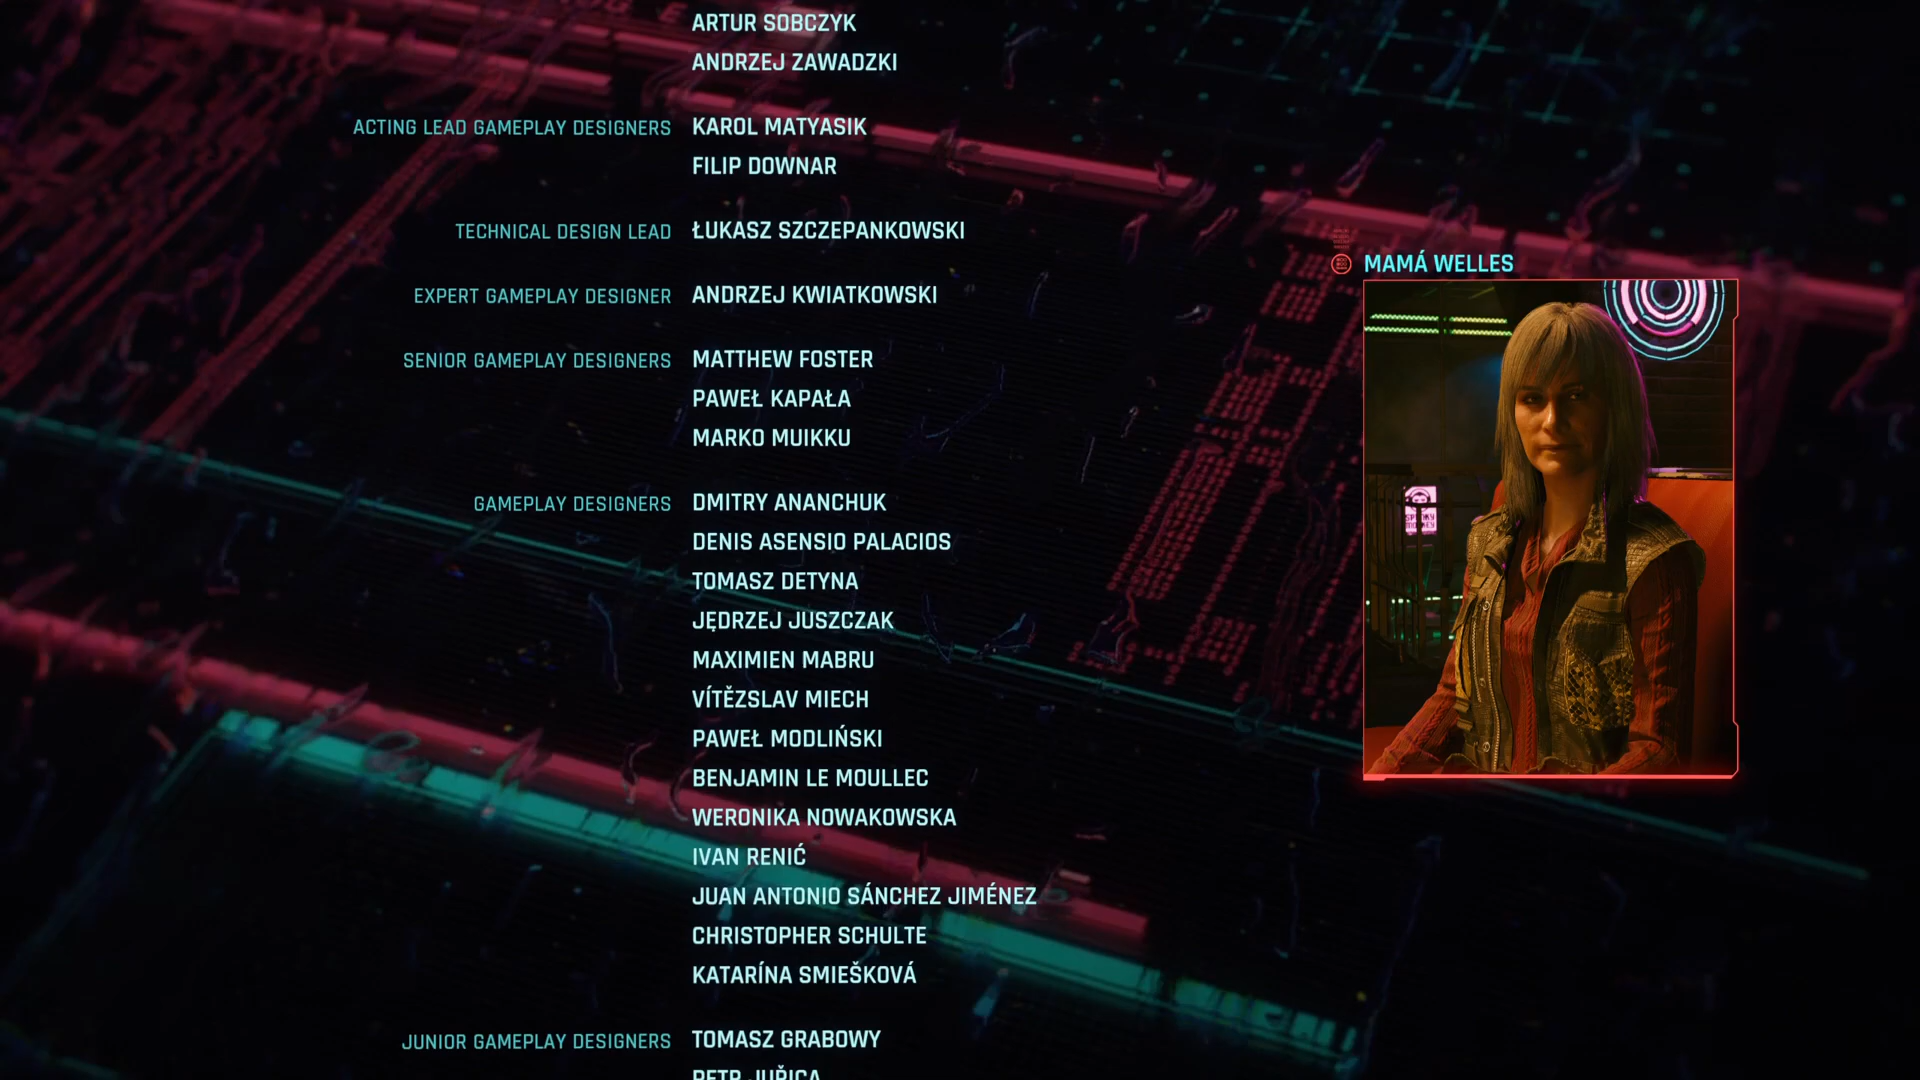 ARTUR SOBCZYK
ANDRZEJ ZAWADZKI
ACTING LEAD GAMEPLAY DESIGNERS KAROL MATYASIK
FILIP DOWNAR
TECHNICAL DESIGN LEAD ŁUKASZ SZCZEPANKOWSKI
EXPERT GAMEPLAY DESIGNER ANDRZEJ KWIATKOWSKI
SENIOR GAMEPLAY DESIGNERS MATTHEW FOSTER
PAWEŁ KAPAŁA
MARKO MUIKKU
GAMEPLAY DESIGNERS DMITRY ANANCHUK
DENIS ASENSIO PALACIOS
TOMASZ DETYNA
JĘDRZEJ JUSZCZAK
MAXIMIEN MABRU
VÍTĚZSLAV MIECH
PAWEŁ MODLIŃSKI
BENJAMIN LE MOULLEC
WERONIKA NOWAKOWSKA
IVAN RENIĆ
JUAN ANTONIO SÁNCHEZ JIMÉNEZ
CHRISTOPHER SCHULTE
KATARÍNA SMIEŠKOVÁ
JUNIOR GAMEPLAY DESIGNERS TOMASZ GRABOWY
PETR JUŘICA
MAMÁ WELLES